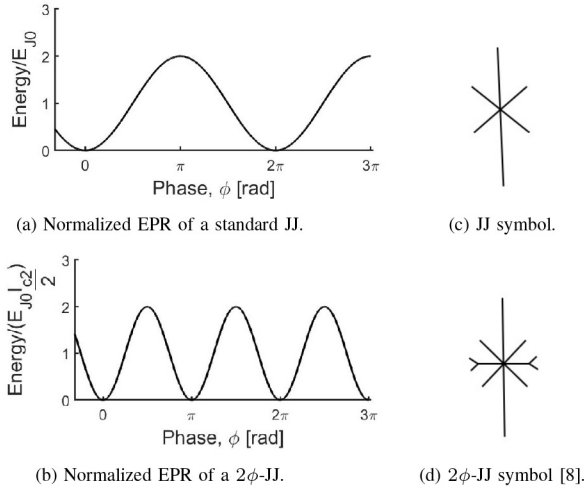 3
2
1
0
Energy/E_J0
0 π 2π 3π
Phase, ϕ [rad]
(a) Normalized EPR of a standard JJ.
(c) JJ symbol.
3
2
1
0
Energy/(E_J0 I_c2)/2
0 π 2π 3π
Phase, ϕ [rad]
(b) Normalized EPR of a 2ϕ-JJ.
(d) 2ϕ-JJ symbol [8].